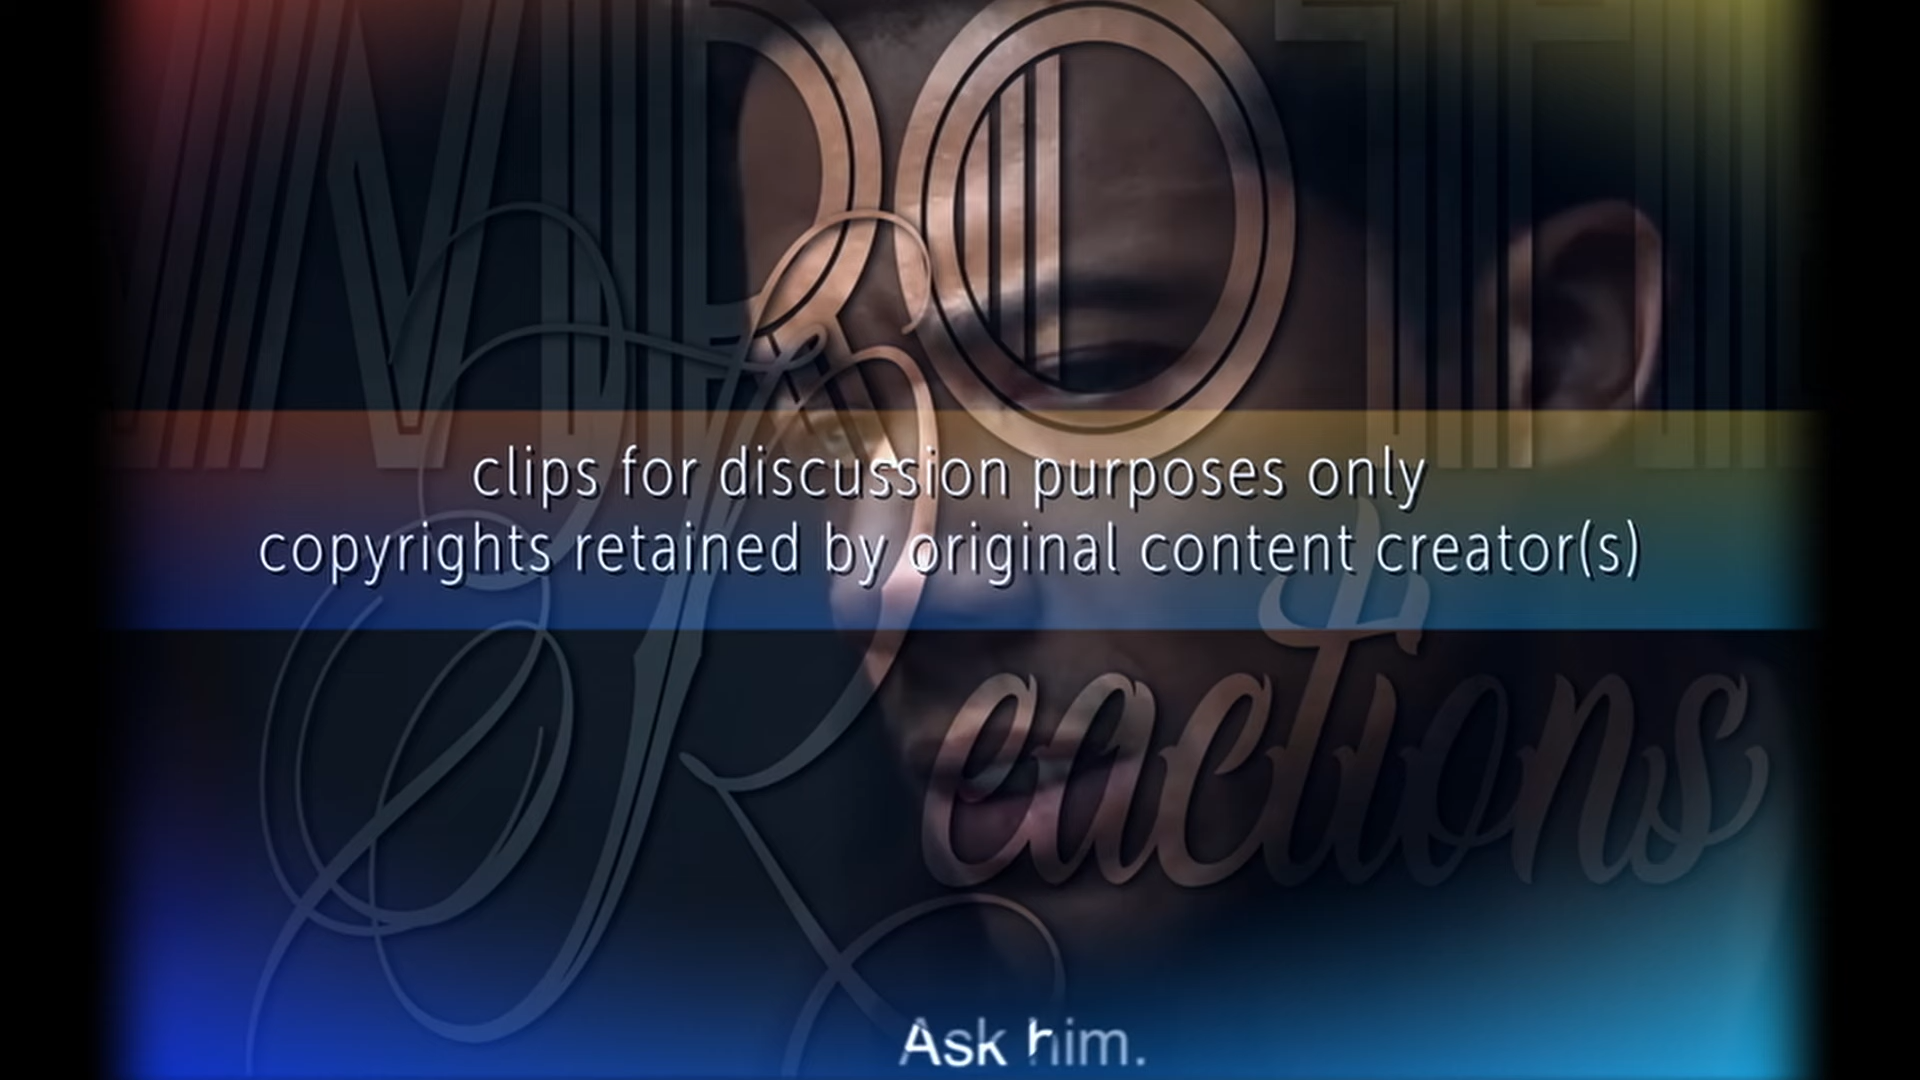 Reactions
clips for discussion purposes only
copyrights retained by original content creator(s)
Ask him.